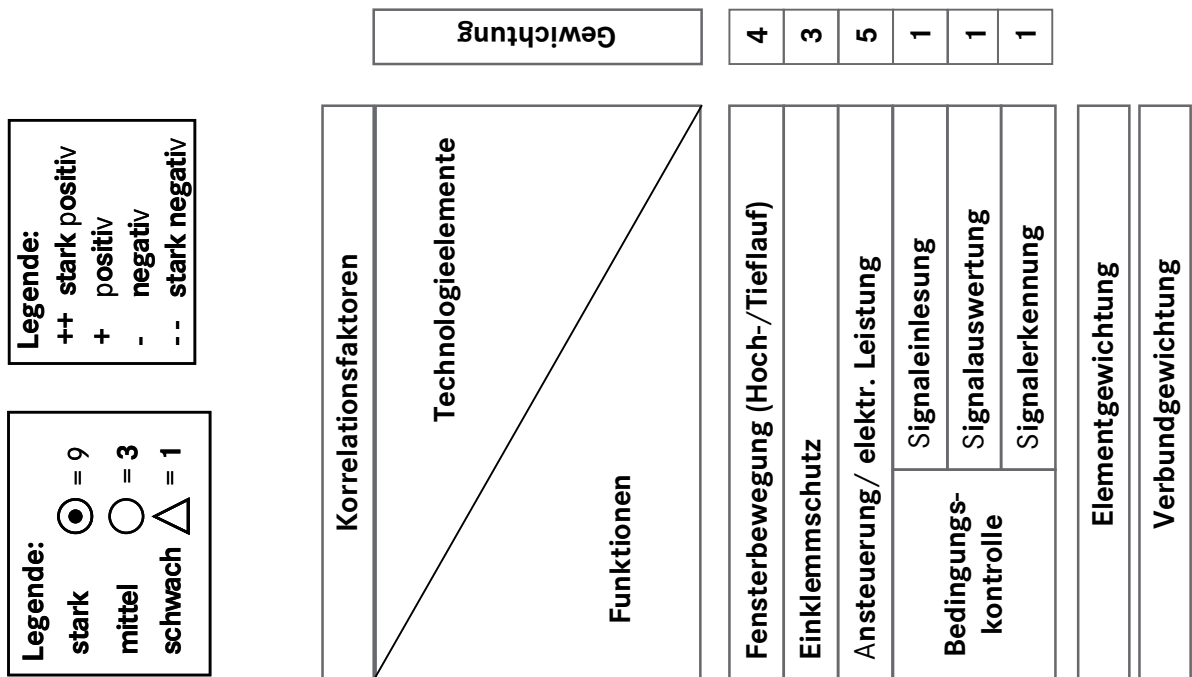 Legende:
stark = 9
mittel = 3
schwach = 1
Legende:
++ stark positiv
+ positiv
- negativ
- - stark negativ
Korrelationsfaktoren
Technologieelemente
Funktionen
Gewichtung
Fensterbewegung (Hoch-/Tieflauf) 4
Einklemmschutz 3
Ansteuerung/ elektr. Leistung 5
Bedingungs-
kontrolle
Signaleinlesung 1
Signalauswertung 1
Signalerkennung 1
Elementgewichtung
Verbundgewichtung